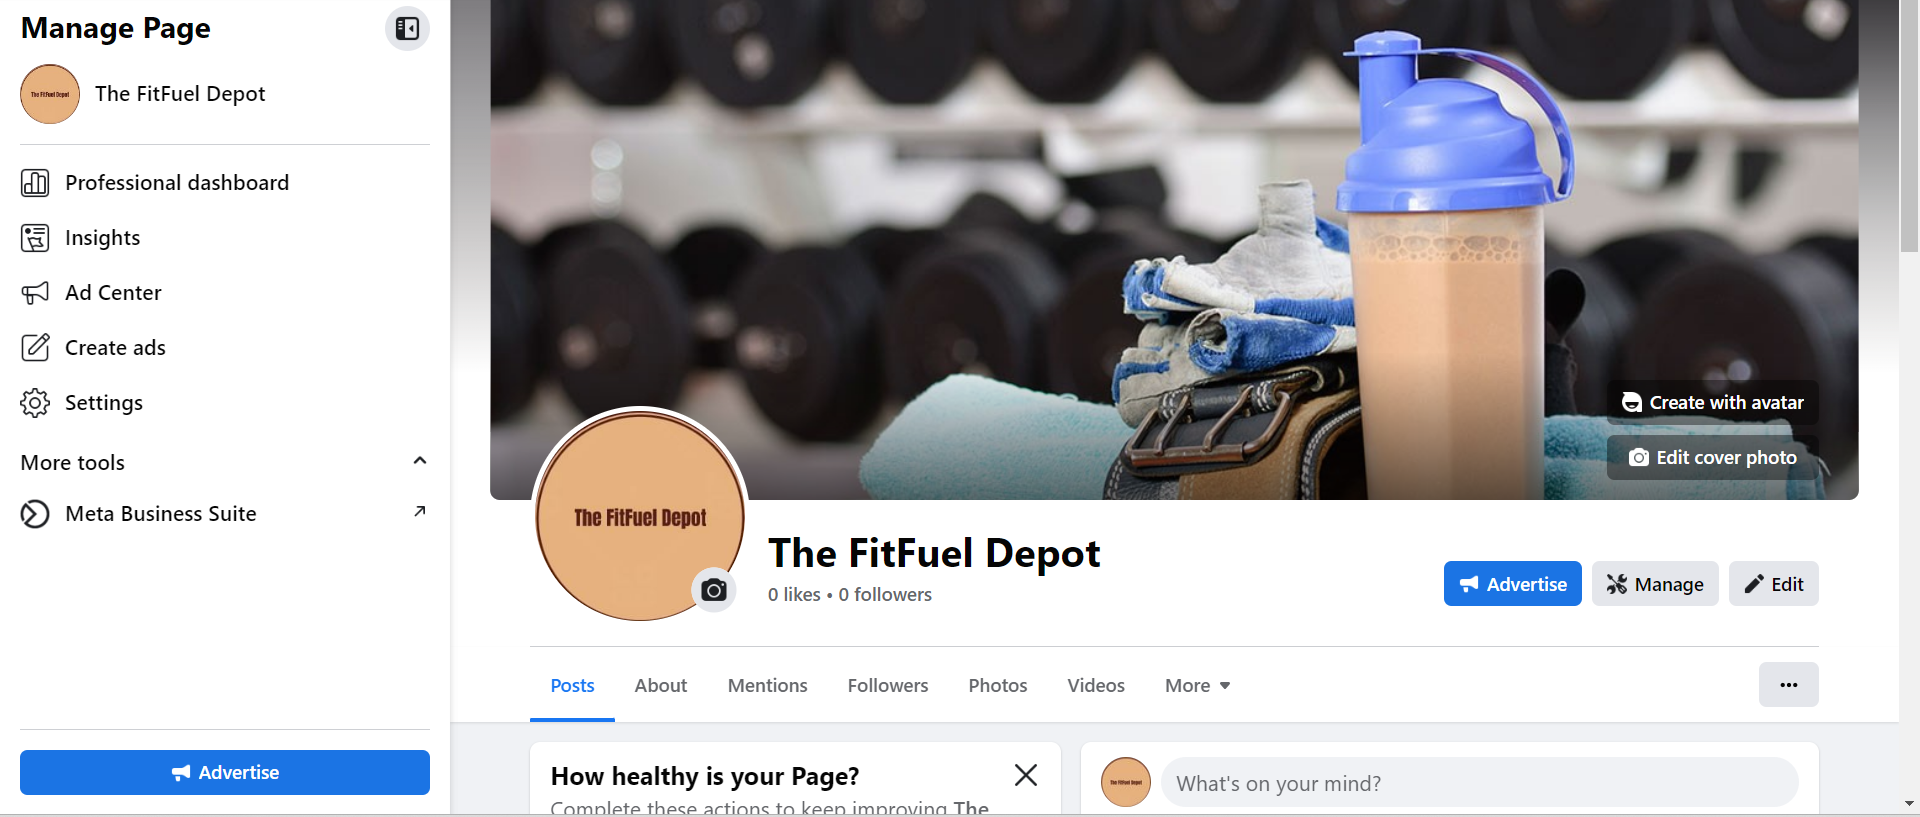 Manage Page
The FitFuel Depot
The FitFuel Depot
Professional dashboard
Insights
Ad Center
Create ads
Settings
More tools
Meta Business Suite
Advertise
Create with avatar
Edit cover photo
The FitFuel Depot
The FitFuel Depot
0 likes • 0 followers
Advertise
Manage
Edit
Posts
About
Mentions
Followers
Photos
Videos
More
How healthy is your Page?
Complete these actions to keep improving The
The FitFuel Depot
What's on your mind?